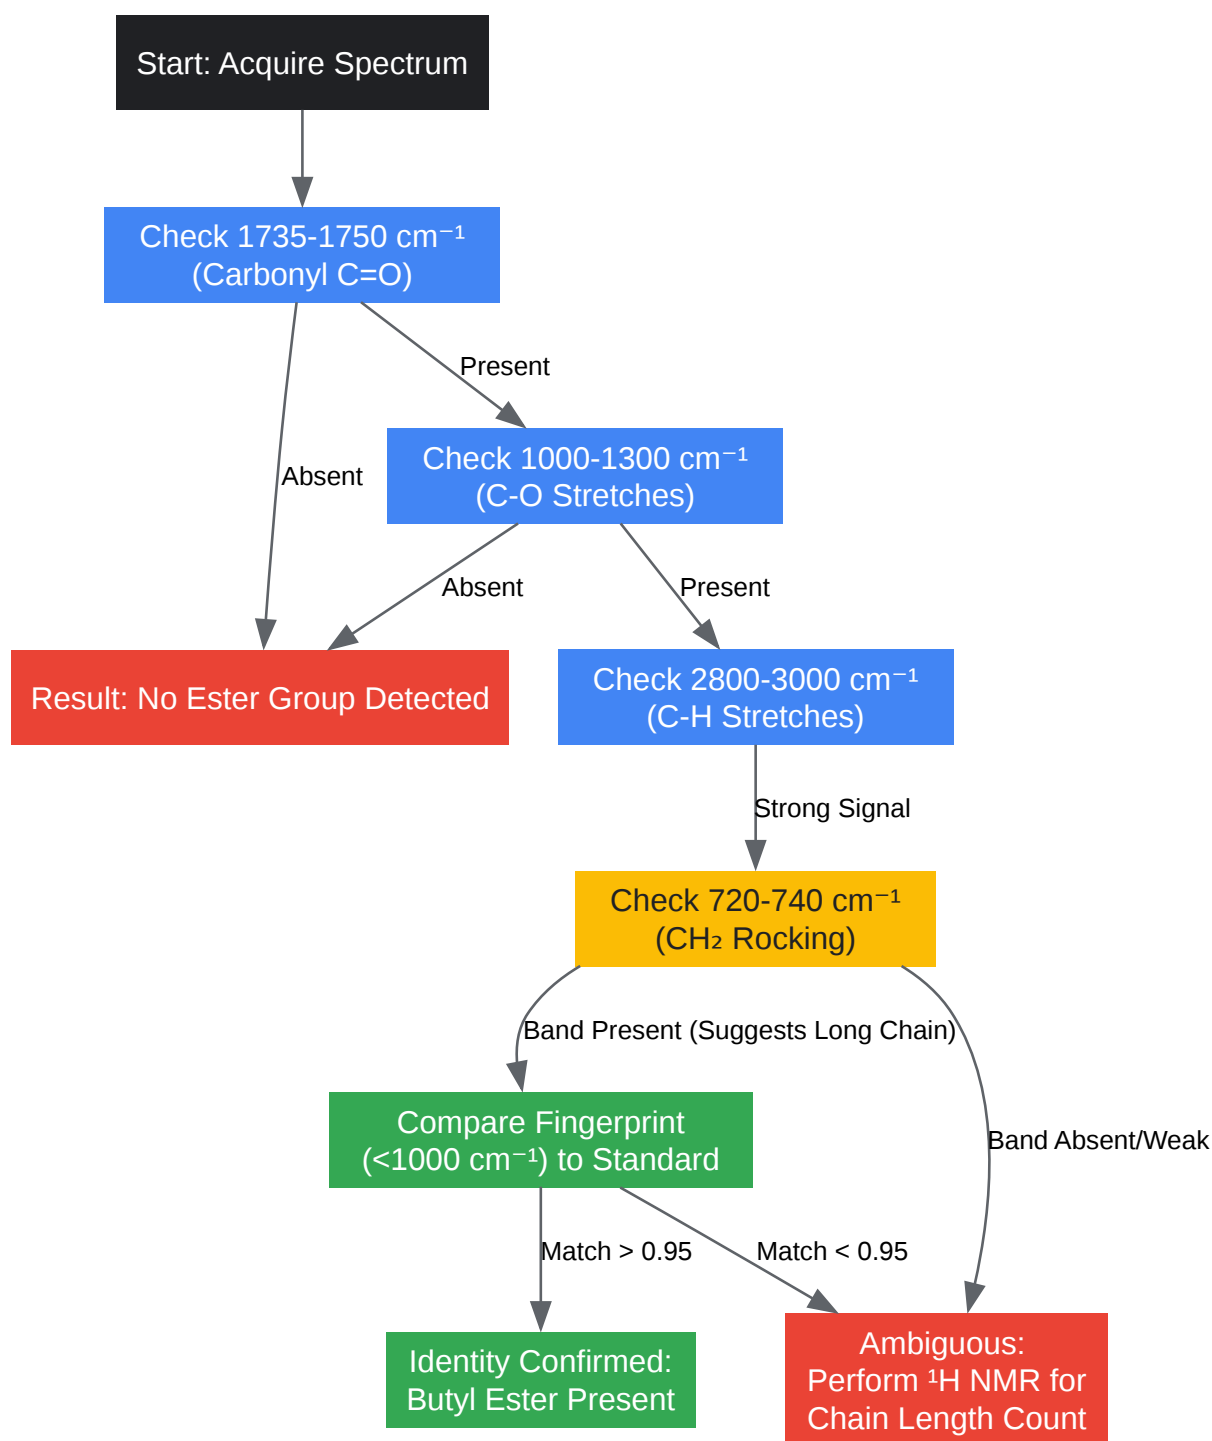 Start: Acquire Spectrum
Check 1735-1750 cm⁻¹
(Carbonyl C=O)
Present
Check 1000-1300 cm⁻¹
(C-O Stretches)
Absent
Absent
Present
Result: No Ester Group Detected
Check 2800-3000 cm⁻¹
(C-H Stretches)
Strong Signal
Check 720-740 cm⁻¹
(CH₂ Rocking)
Band Present (Suggests Long Chain)
Compare Fingerprint
(<1000 cm⁻¹) to Standard
Band Absent/Weak
Match > 0.95
Match < 0.95
Identity Confirmed:
Butyl Ester Present
Ambiguous:
Perform ¹H NMR for
Chain Length Count